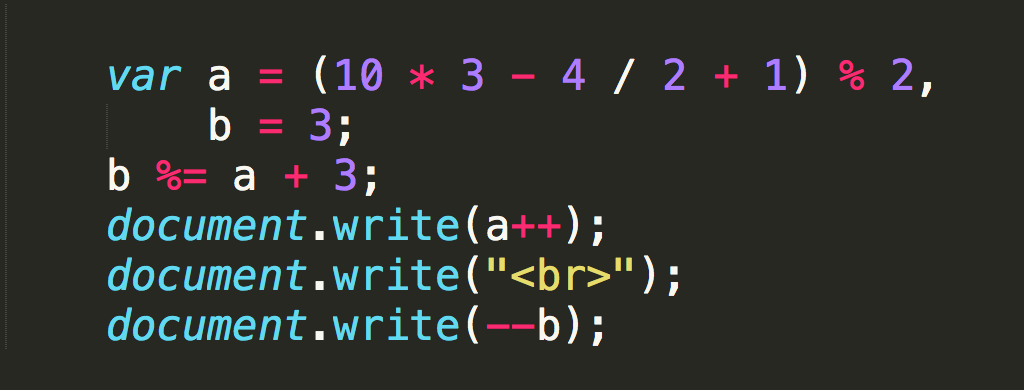 var a = (10 * 3 - 4 / 2 + 1) % 2,
    b = 3;
b %= a + 3;
document.write(a++);
document.write("<br>");
document.write(--b);